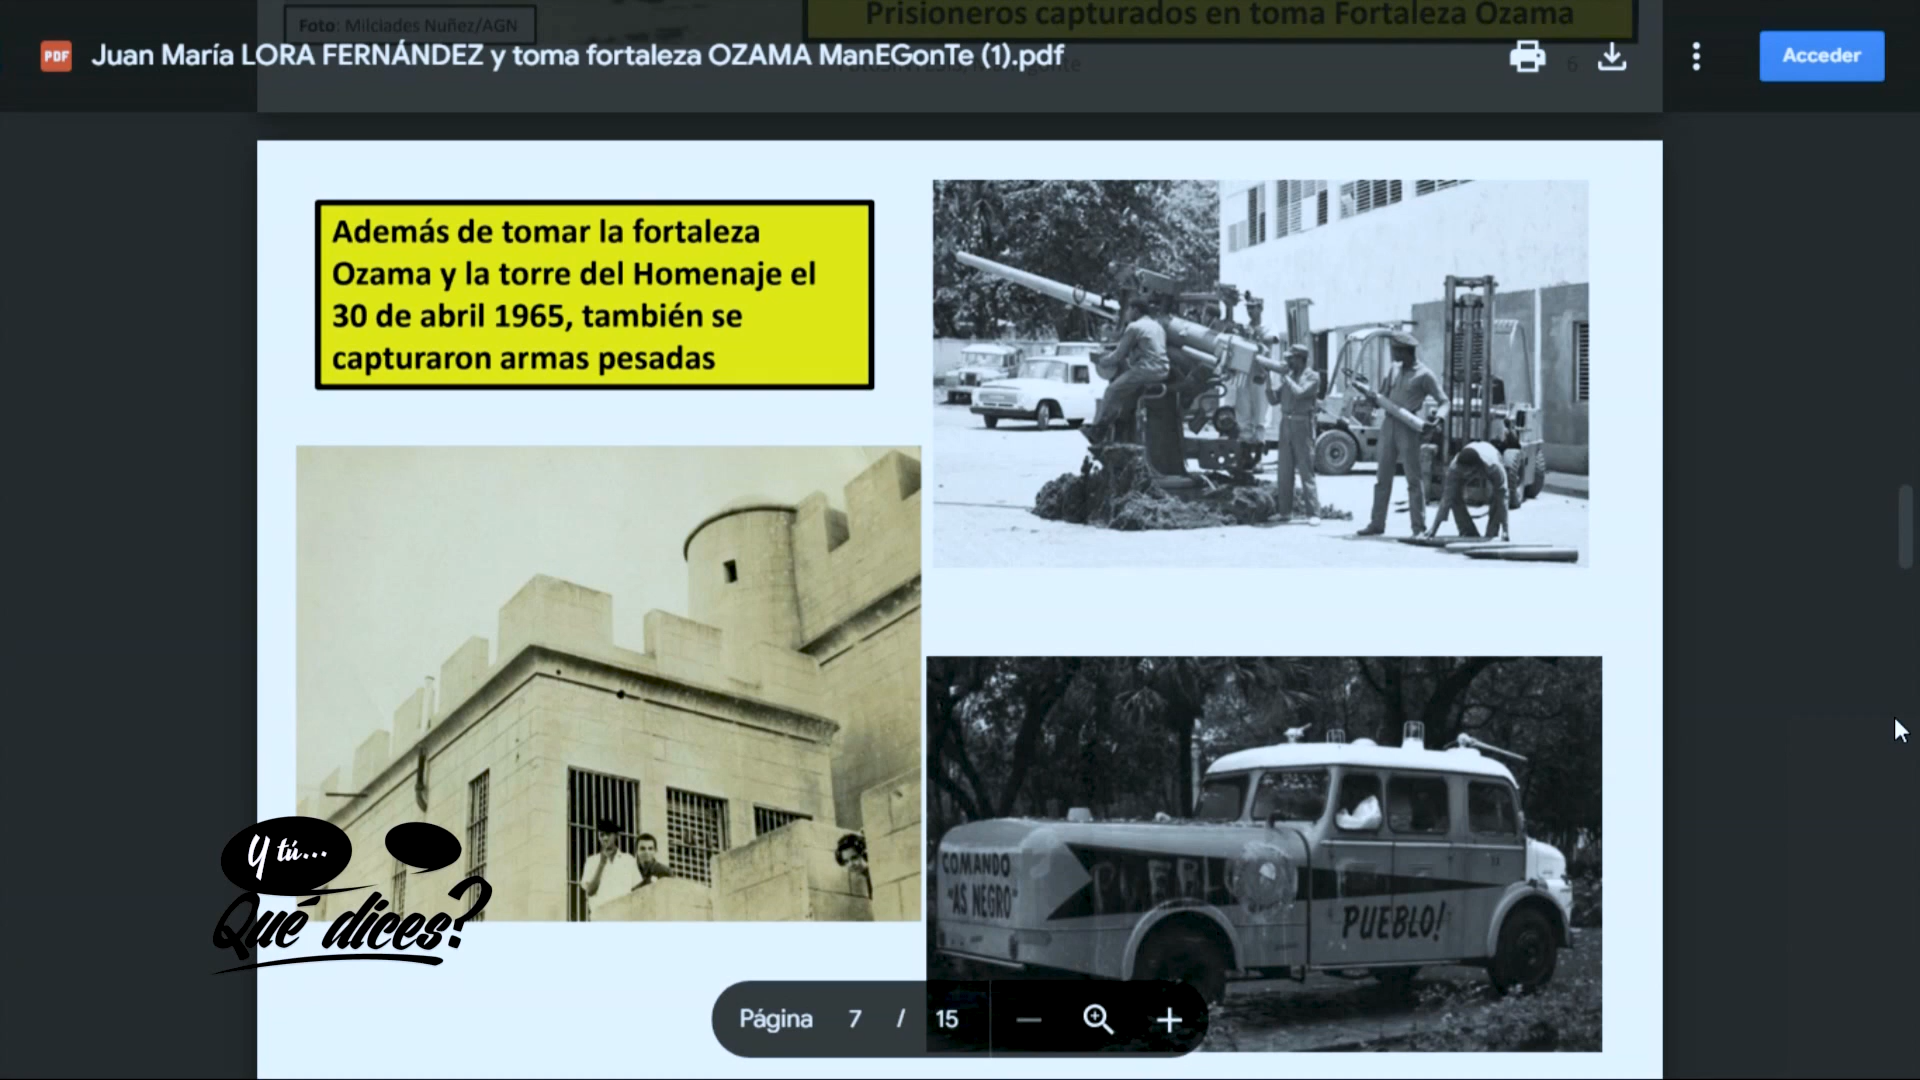 Foto: Milciades Nuñez/AGN
Prisioneros capturados en toma Fortaleza Ozama
PDF
Juan María LORA FERNÁNDEZ y toma fortaleza OZAMA ManEGonTe (1).pdf
6
Acceder
Además de tomar la fortaleza
Ozama y la torre del Homenaje el
30 de abril 1965, también se
capturaron armas pesadas
COMANDO
"AS NEGRO"
PUEBLO!
Y tú...
Qué dices?
Página 7 / 15